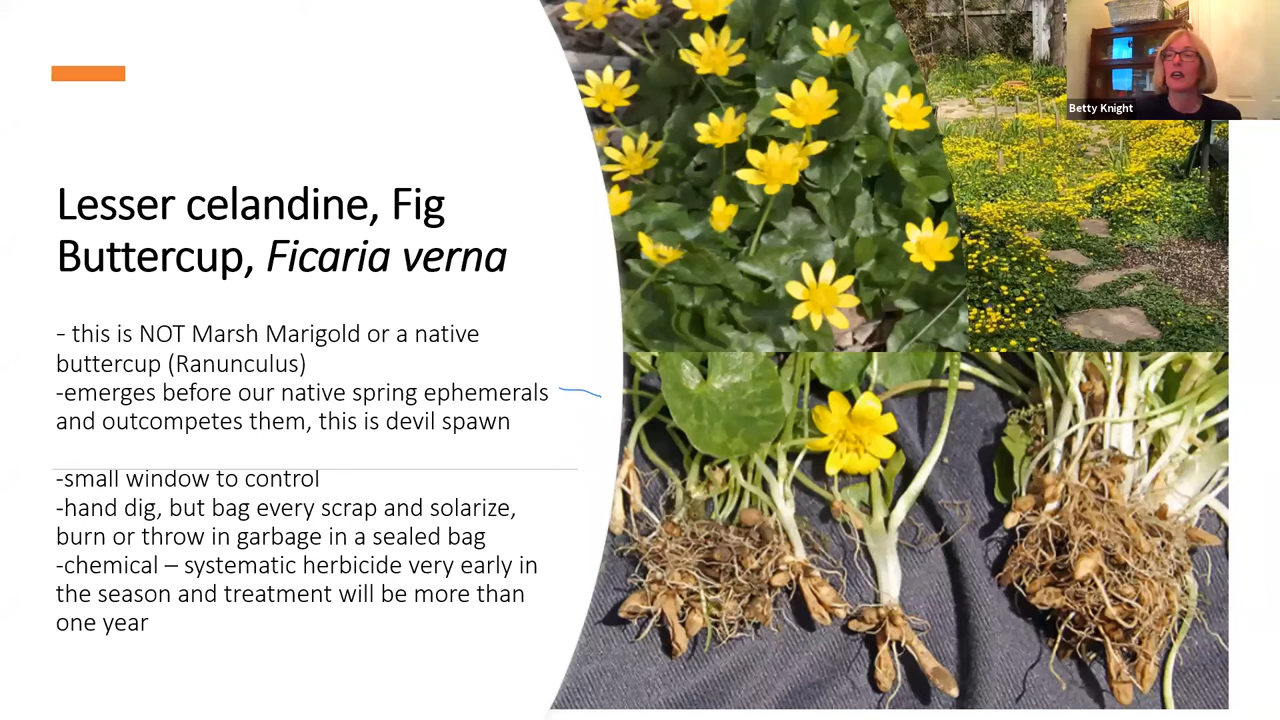 Betty Knight
Lesser celandine, Fig
Buttercup, Ficaria verna
- this is NOT Marsh Marigold or a native
buttercup (Ranunculus)
-emerges before our native spring ephemerals
and outcompetes them, this is devil spawn
-small window to control
-hand dig, but bag every scrap and solarize,
burn or throw in garbage in a sealed bag
-chemical – systematic herbicide very early in
the season and treatment will be more than
one year